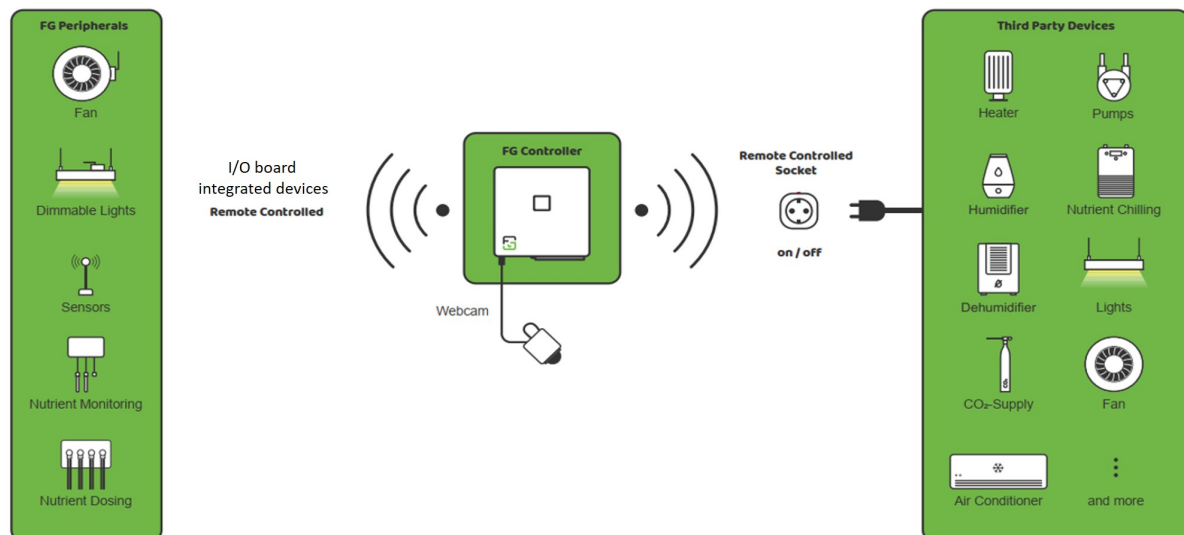 FG Peripherals
Fan
Dimmable Lights
Sensors
Nutrient Monitoring
Nutrient Dosing
I/O board
integrated devices
Remote Controlled
FG Controller
FG
Webcam
Remote Controlled
Socket
on / off
Third Party Devices
Heater
Pumps
Humidifier
Nutrient Chilling
Dehumidifier
Lights
CO₂
CO₂-Supply
Fan
Air Conditioner
and more